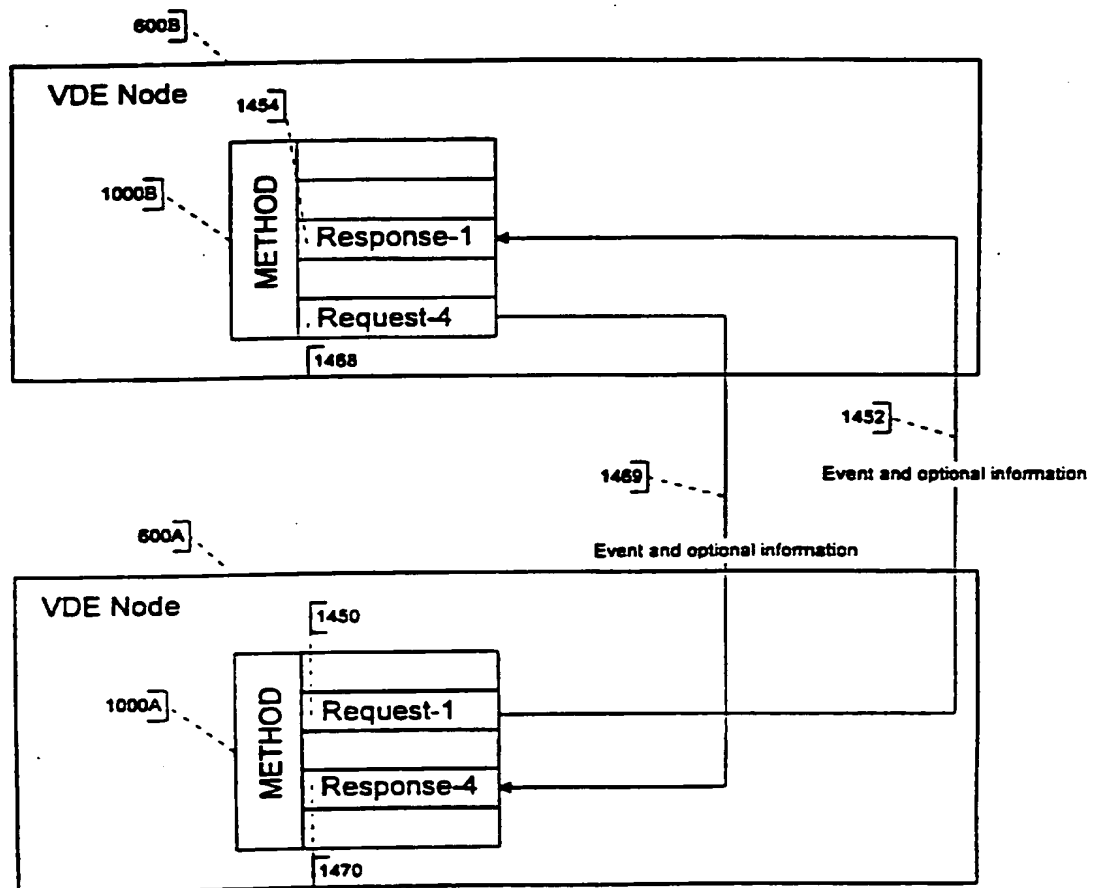 600B
VDE Node
1454
1000B
METHOD
Response-1
Request-4
1468
1452
1469
Event and optional information
600A
Event and optional information
VDE Node
1450
1000A
METHOD
Request-1
Response-4
1470